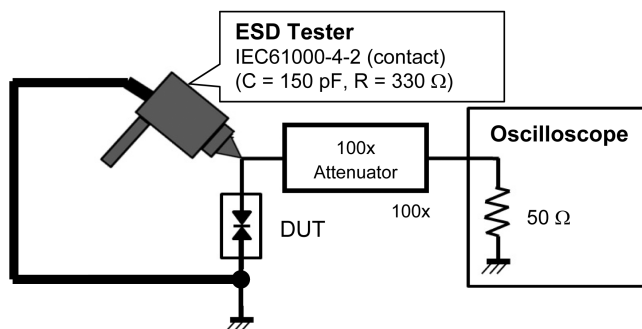 ESD Tester
IEC61000-4-2 (contact)
(C = 150 pF, R = 330 Ω)
Oscilloscope
100x
Attenuator
100x
50 Ω
DUT